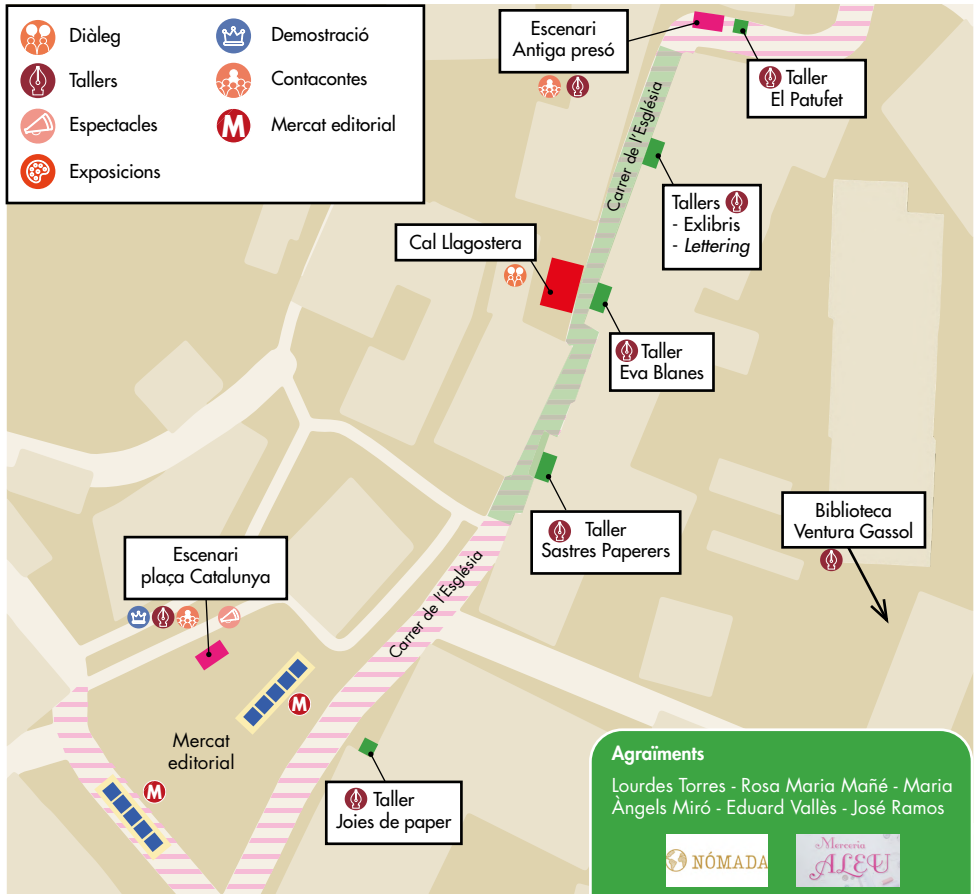 Diàleg
Tallers
Espectacles
Exposicions
Demostració
Contacontes
M Mercat editorial
Escenari
Antiga presó
Taller
El Patufet
Carrer de l'Església
Tallers
- Exlibris
- Lettering
Cal Llagostera
Taller
Eva Blanes
Taller
Sastres Paperers
Biblioteca
Ventura Gassol
Escenari
plaça Catalunya
Carrer de l'Església
M
Mercat
editorial
M
Taller
Joies de paper
Agraïments
Lourdes Torres - Rosa Maria Mañé - Maria
Àngels Miró - Eduard Vallès - José Ramos
NÓMADA
Merceria
ALEU